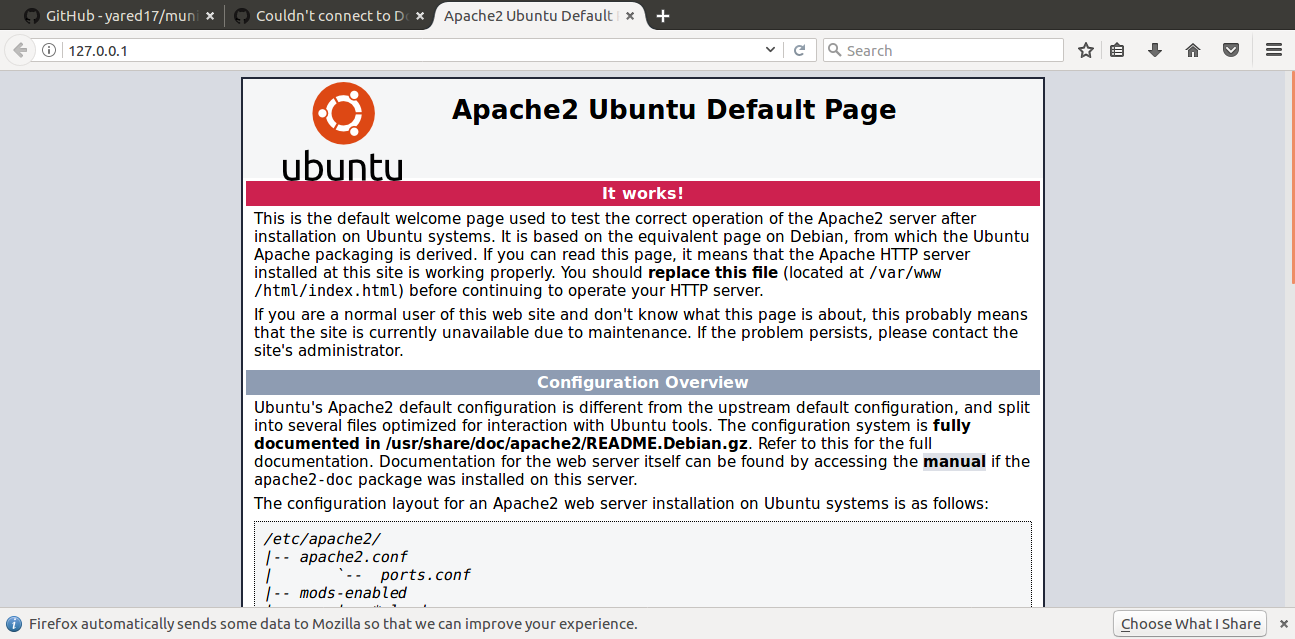 GitHub - yared17/muni
Couldn't connect to Do
Apache2 Ubuntu Default
127.0.0.1
Search
ubuntu
Apache2 Ubuntu Default Page
It works!
This is the default welcome page used to test the correct operation of the Apache2 server after
installation on Ubuntu systems. It is based on the equivalent page on Debian, from which the Ubuntu
Apache packaging is derived. If you can read this page, it means that the Apache HTTP server
installed at this site is working properly. You should replace this file (located at /var/www
/html/index.html) before continuing to operate your HTTP server.
If you are a normal user of this web site and don't know what this page is about, this probably means
that the site is currently unavailable due to maintenance. If the problem persists, please contact the
site's administrator.
Configuration Overview
Ubuntu's Apache2 default configuration is different from the upstream default configuration, and split
into several files optimized for interaction with Ubuntu tools. The configuration system is fully
documented in /usr/share/doc/apache2/README.Debian.gz. Refer to this for the full
documentation. Documentation for the web server itself can be found by accessing the manual if the
apache2-doc package was installed on this server.
The configuration layout for an Apache2 web server installation on Ubuntu systems is as follows:
/etc/apache2/
|-- apache2.conf
|       `--  ports.conf
|-- mods-enabled
Firefox automatically sends some data to Mozilla so that we can improve your experience.
Choose What I Share